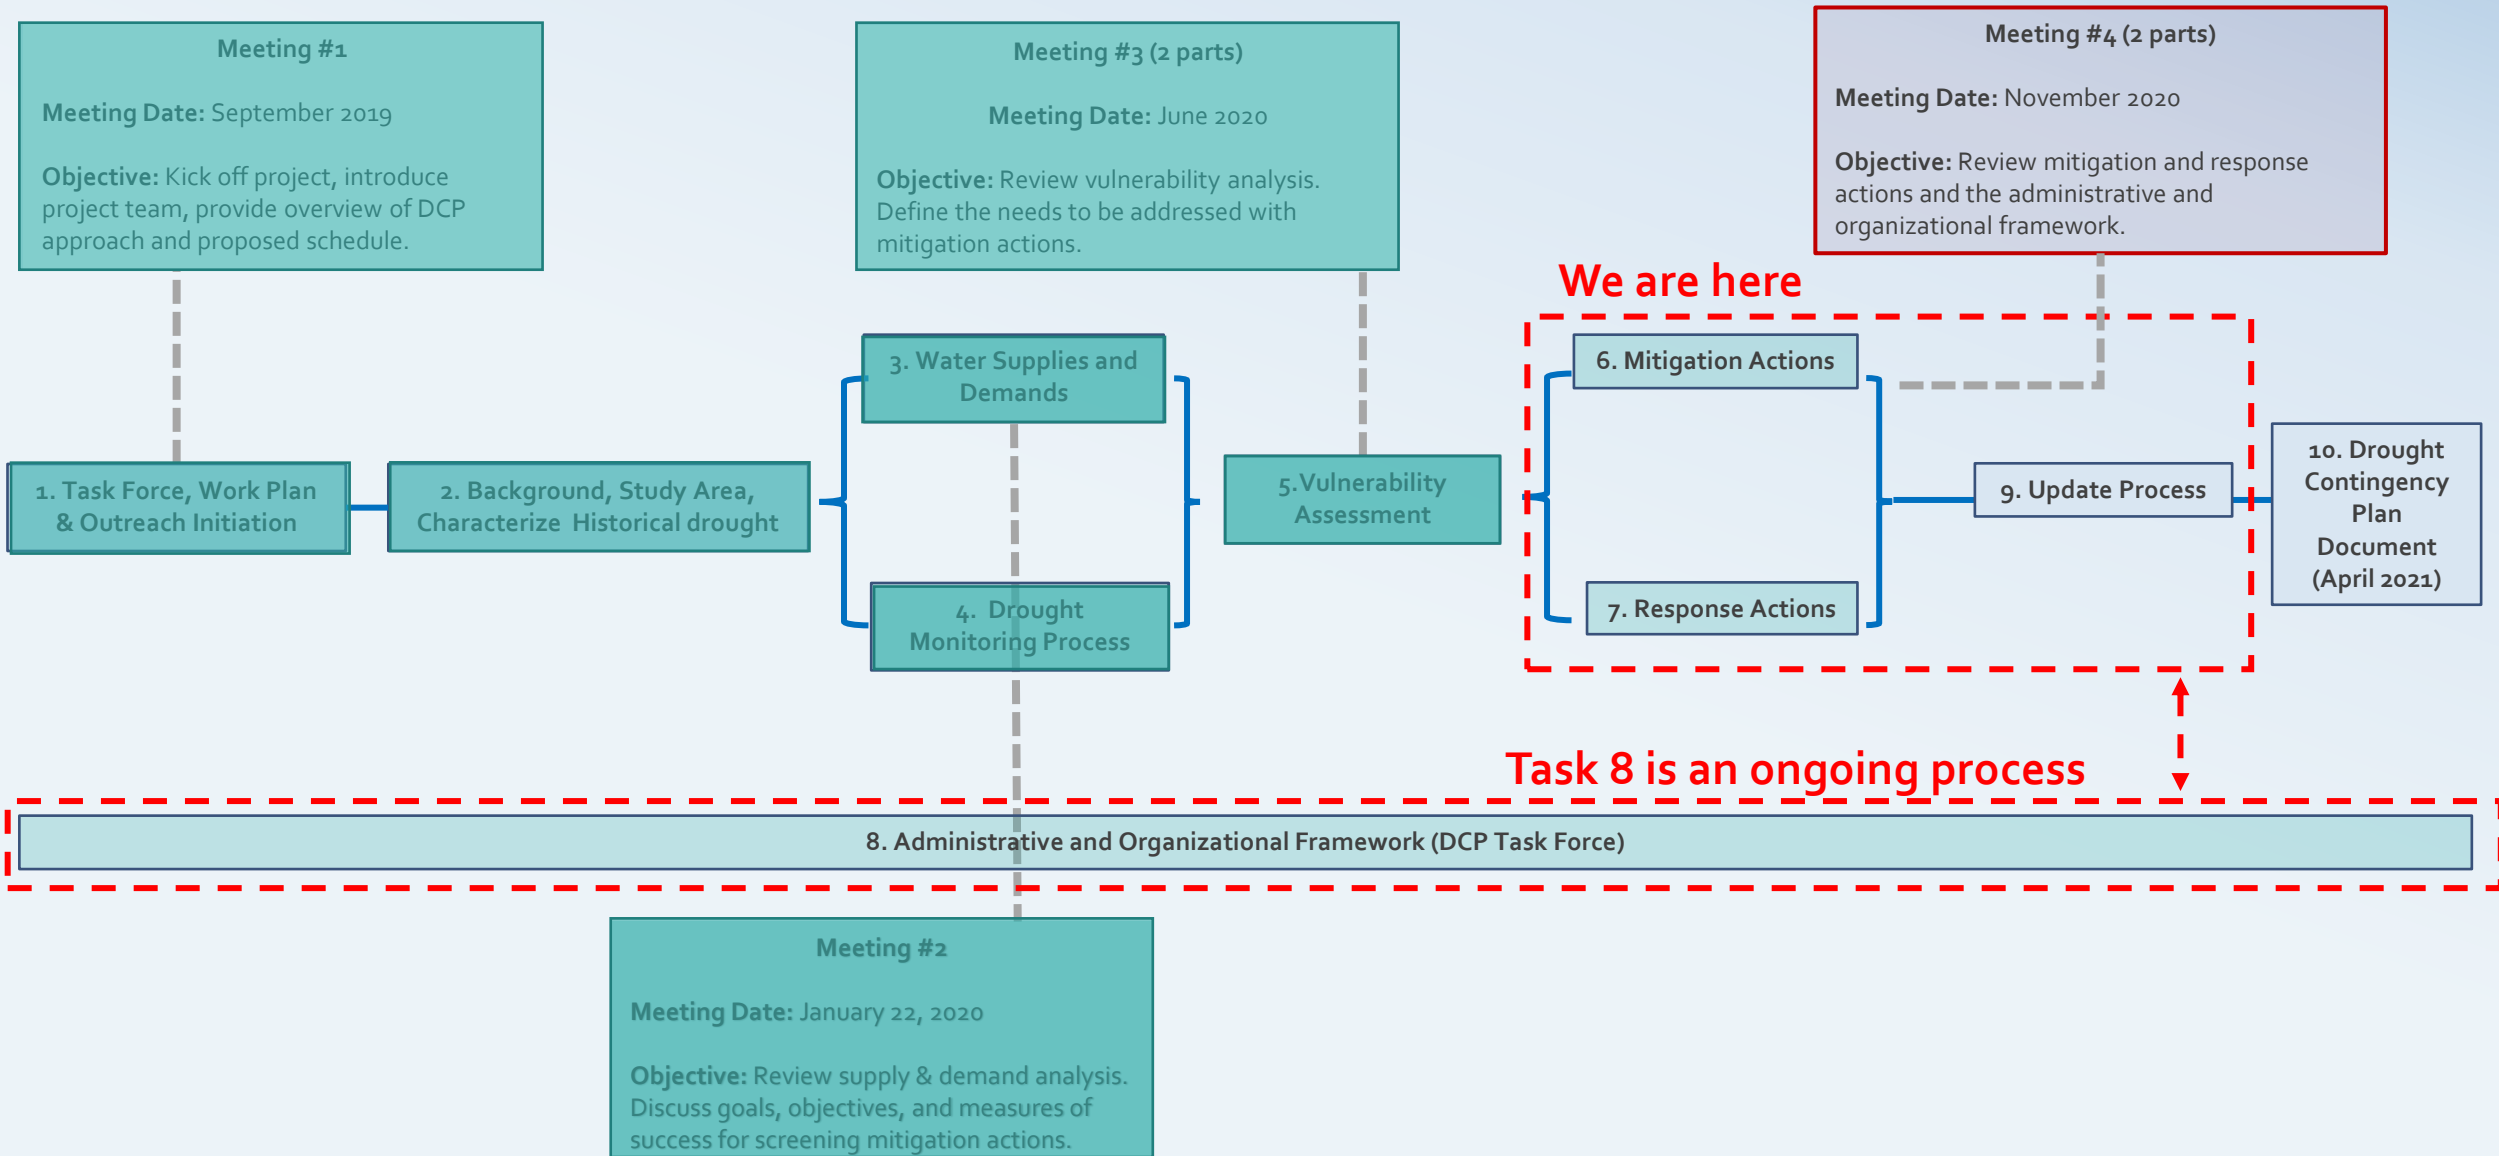 Meeting #1
Meeting Date: September 2019
Objective: Kick off project, introduce
project team, provide overview of DCP
approach and proposed schedule.
Meeting #3 (2 parts)
Meeting Date: June 2020
Objective: Review vulnerability analysis.
Define the needs to be addressed with
mitigation actions.
Meeting #4 (2 parts)
Meeting Date: November 2020
Objective: Review mitigation and response
actions and the administrative and
organizational framework.
We are here
1. Task Force, Work Plan
& Outreach Initiation
2. Background, Study Area,
Characterize Historical drought
3. Water Supplies and
Demands
4. Drought
Monitoring Process
5.Vulnerability
Assessment
6. Mitigation Actions
7. Response Actions
9. Update Process
10. Drought
Contingency
Plan
Document
(April 2021)
Task 8 is an ongoing process
8. Administrative and Organizational Framework (DCP Task Force)
Meeting #2
Meeting Date: January 22, 2020
Objective: Review supply & demand analysis.
Discuss goals, objectives, and measures of
success for screening mitigation actions.